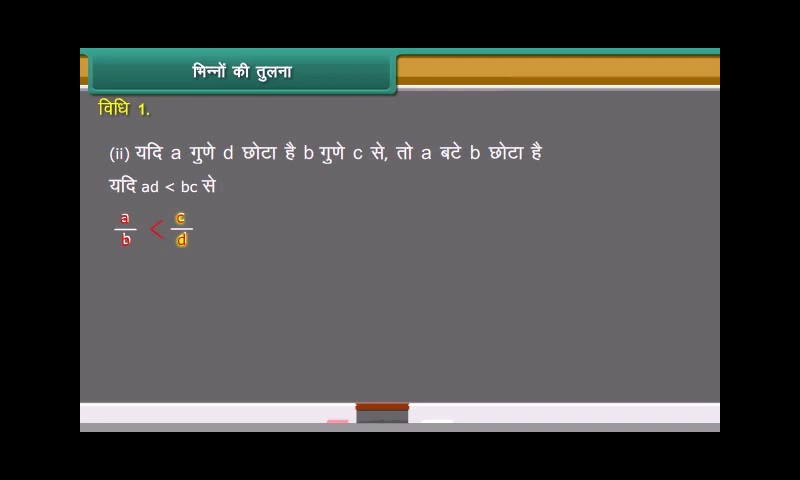 भिन्नों की तुलना
विधि 1.
(ii) यदि a गुणे d छोटा है b गुणे c से, तो a बटे b छोटा है
यदि ad < bc से
a/b < c/d